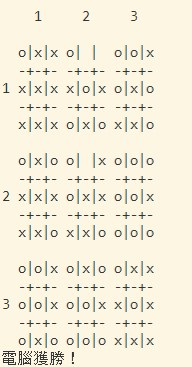 1 2 3
o|x|x o| | o|o|x
-+-+- -+-+- -+-+-
1 x|x|x x|o|x o|x|o
-+-+- -+-+- -+-+-
x|x|o x|o|x x|x|o
o|x|o o| |x o|o|o
-+-+- -+-+- -+-+-
2 x|x|x o|x|x o|o|o
-+-+- -+-+- -+-+-
x|x|o x|x|o o|o|o
o|o|x o|o|o o|x|x
-+-+- -+-+- -+-+-
3 o|o|x o|o|x o|x|o
-+-+- -+-+- -+-+-
o|x|x o|o|o x|x|o
電腦獲勝！